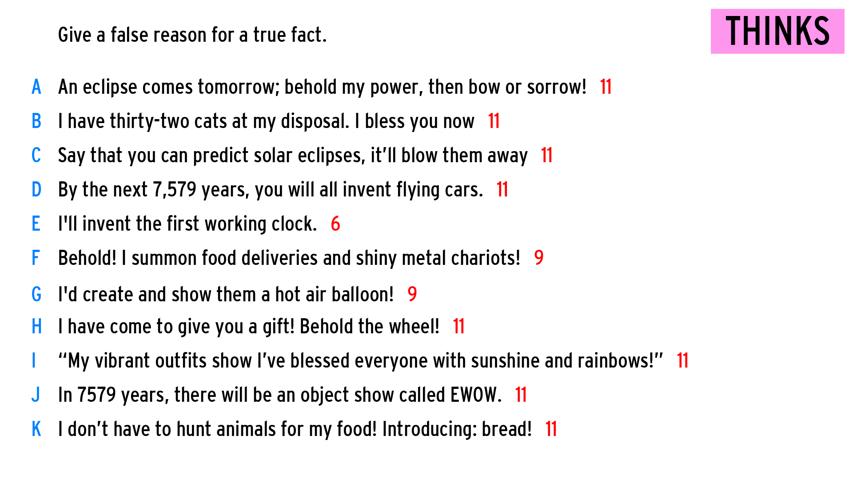 Give a false reason for a true fact.
THINKS
A An eclipse comes tomorrow; behold my power, then bow or sorrow! 11
B I have thirty-two cats at my disposal. I bless you now 11
C Say that you can predict solar eclipses, it’ll blow them away 11
D By the next 7,579 years, you will all invent flying cars. 11
E I'll invent the first working clock. 6
F Behold! I summon food deliveries and shiny metal chariots! 9
G I'd create and show them a hot air balloon! 9
H I have come to give you a gift! Behold the wheel! 11
I “My vibrant outfits show I’ve blessed everyone with sunshine and rainbows!” 11
J In 7579 years, there will be an object show called EWOW. 11
K I don’t have to hunt animals for my food! Introducing: bread! 11